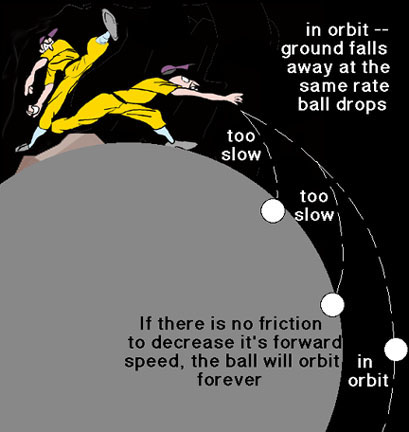 in orbit --
ground falls
away at the
same rate
ball drops
too
slow
too
slow
If there is no friction
to decrease it's forward
speed, the ball will orbit
forever
in
orbit